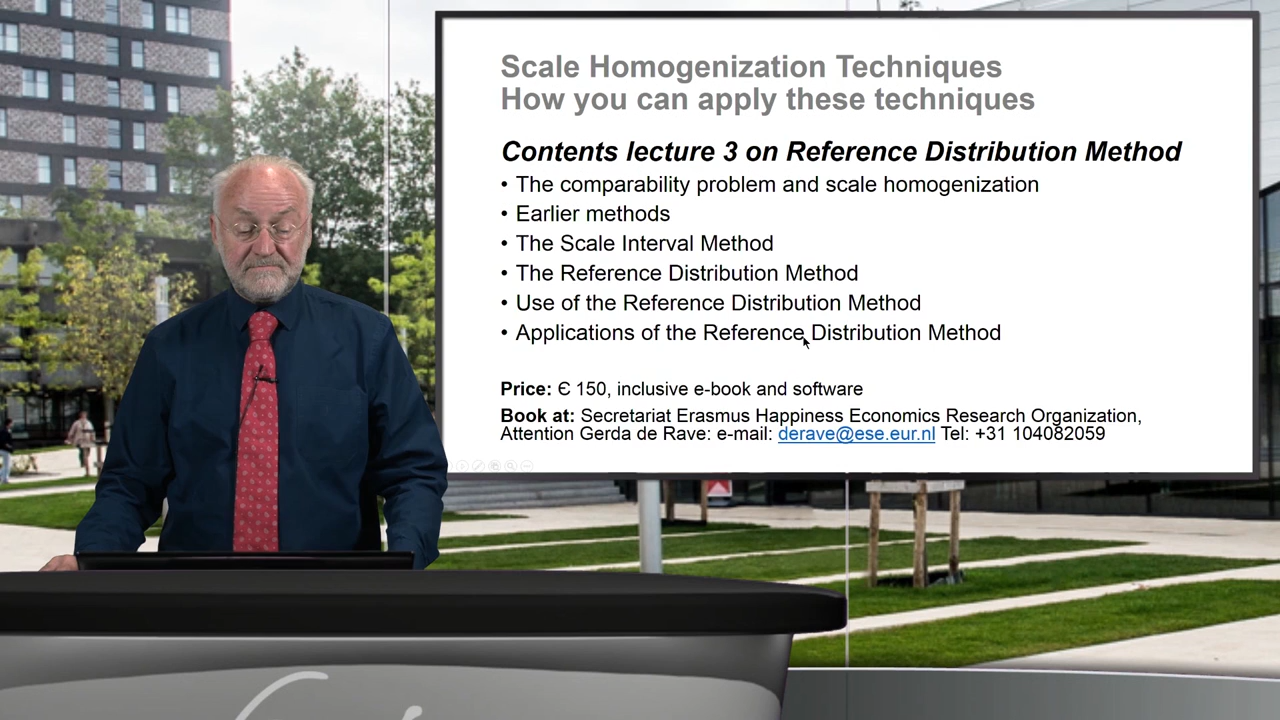 Scale Homogenization Techniques
How you can apply these techniques
Contents lecture 3 on Reference Distribution Method
• The comparability problem and scale homogenization
• Earlier methods
• The Scale Interval Method
• The Reference Distribution Method
• Use of the Reference Distribution Method
• Applications of the Reference Distribution Method
Price: Є 150, inclusive e-book and software
Book at: Secretariat Erasmus Happiness Economics Research Organization,
Attention Gerda de Rave: e-mail: derave@ese.eur.nl Tel: +31 104082059